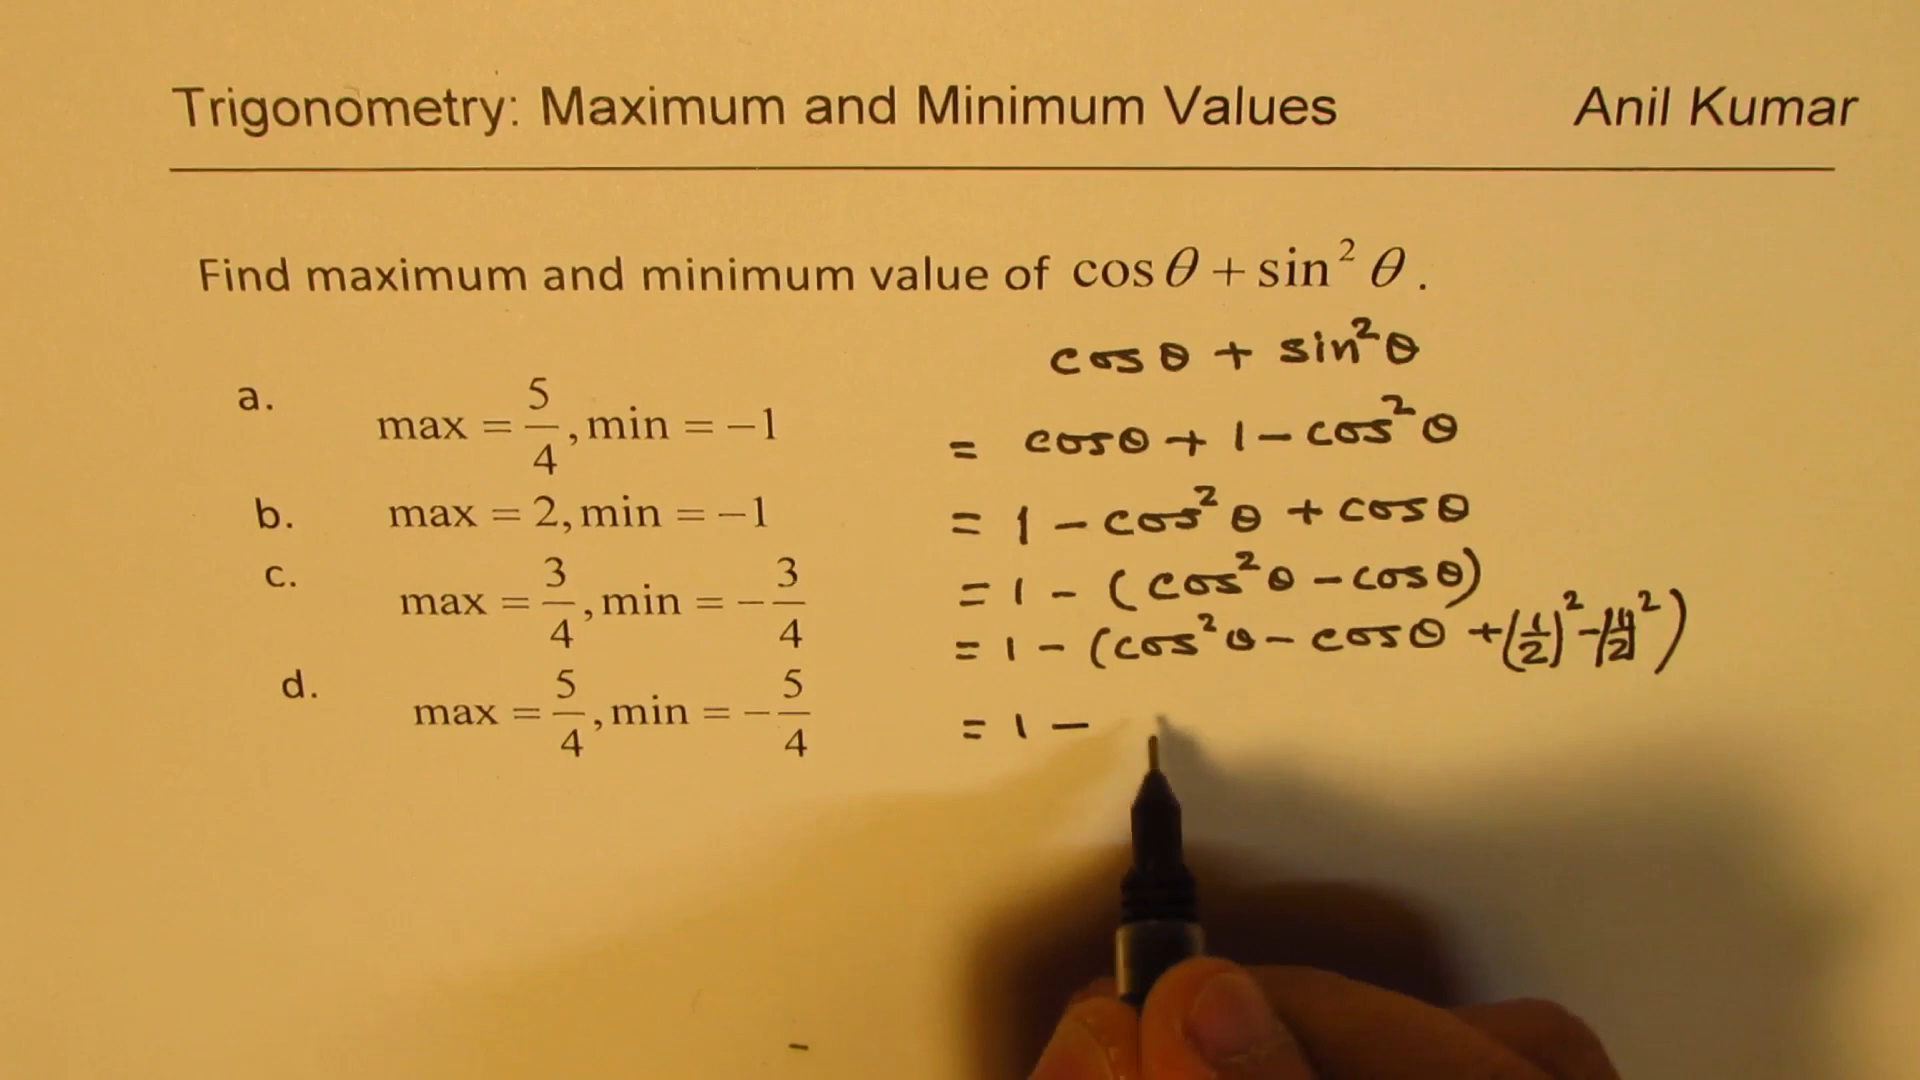 Trigonometry: Maximum and Minimum Values Anil Kumar
Find maximum and minimum value of cos θ + sin² θ .
a. max = 5/4, min = −1
b. max = 2, min = −1
c. max = 3/4, min = −3/4
d. max = 5/4, min = −5/4
cosθ + sin²θ
= cosθ + 1 − cos²θ
= 1 − cos²θ + cosθ
= 1 − (cos²θ − cosθ)
= 1 − (cos²θ − cosθ + (1/2)² − (1/2)²)
= 1 −